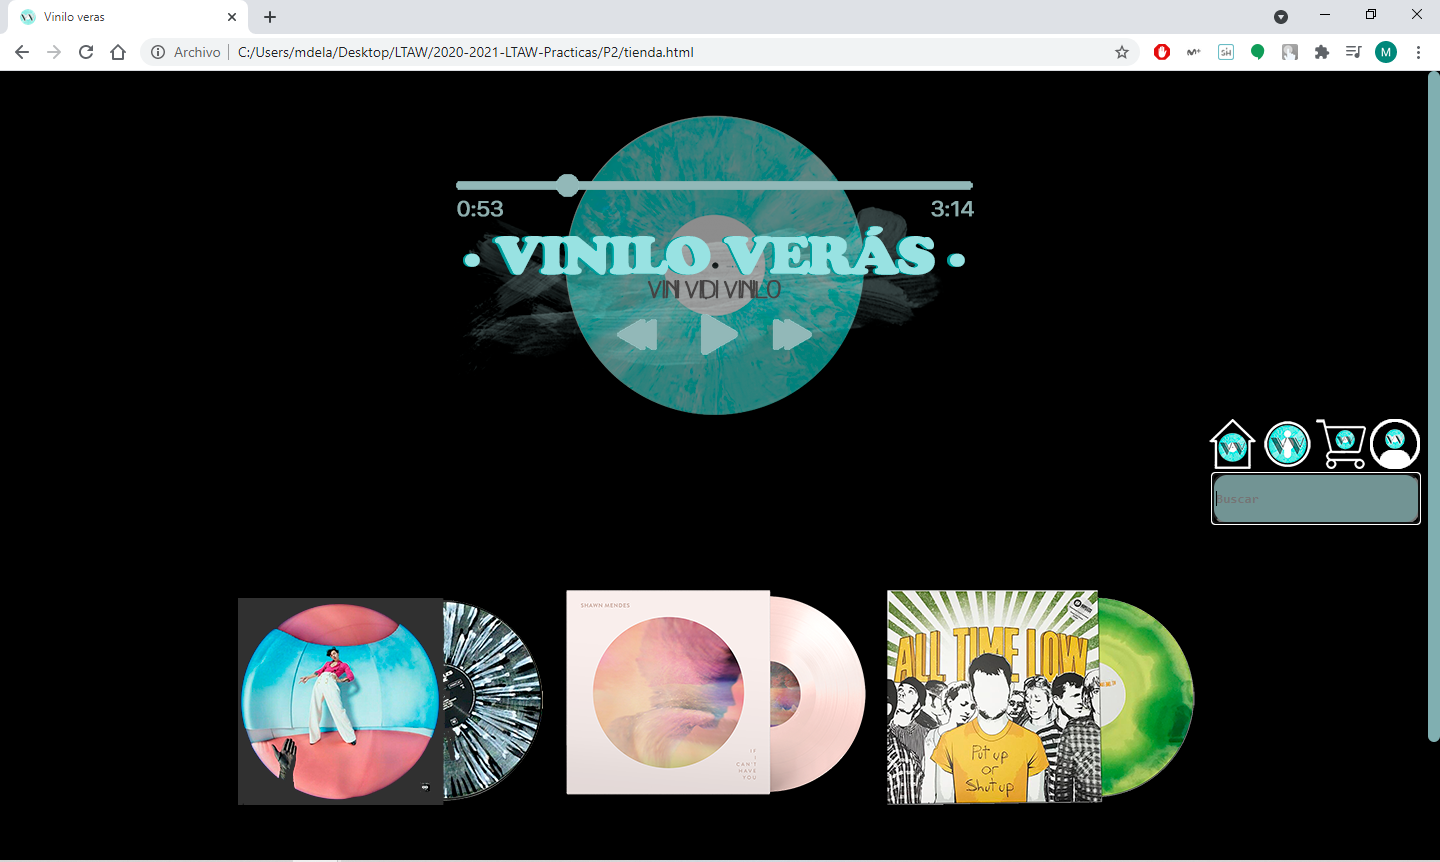 Vinilo veras
Archivo
C:/Users/mdela/Desktop/LTAW/2020-2021-LTAW-Practicas/P2/tienda.html
M
0:53
3:14
• VINILO VERÁS •
VINI VIDI VINILO
Buscar
SHAWN MENDES
IF
I
CAN'T
HAVE
YOU
ALL TIME LOW
Put up
or
Shut up